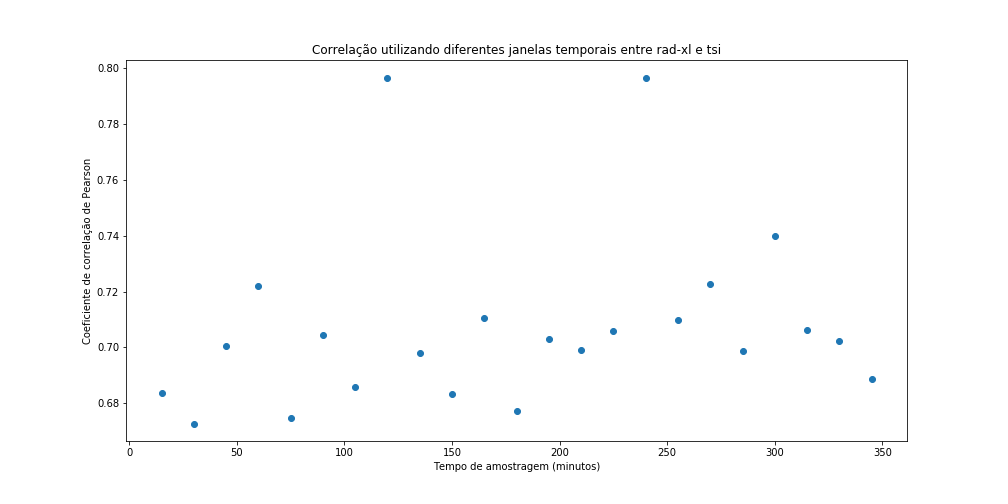 Correlação utilizando diferentes janelas temporais entre rad-xl e tsi
0.80
0.78
0.76
0.74
0.72
0.70
0.68
Coeficiente de correlação de Pearson
0 50 100 150 200 250 300 350
Tempo de amostragem (minutos)